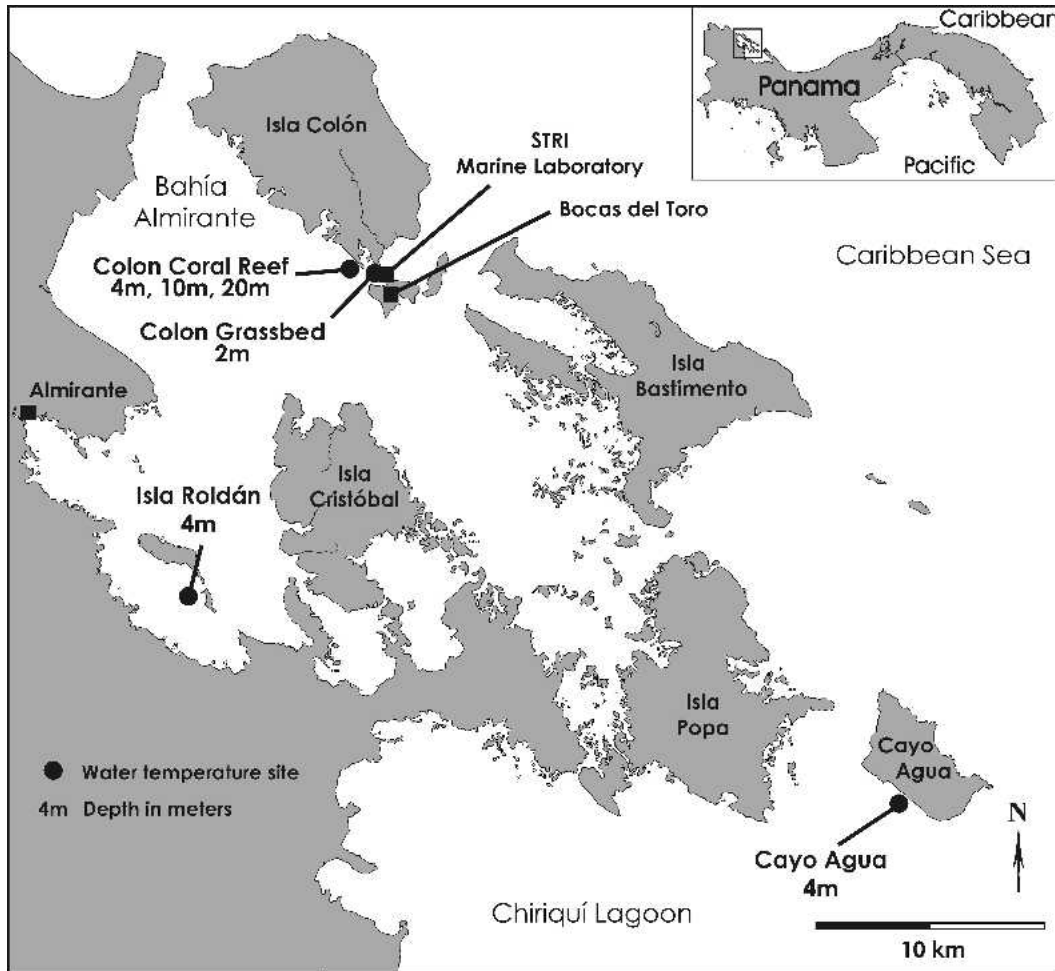 Caribbean
Panama
Pacific
Isla Colón
STRI
Marine Laboratory
Bahía
Almirante
Bocas del Toro
Caribbean Sea
Colon Coral Reef
4m, 10m, 20m
Colon Grassbed
2m
Isla
Bastimento
Almirante
Isla
Cristóbal
Isla Roldán
4m
Isla
Popa
Cayo
Agua
Water temperature site
4m Depth in meters
N
Cayo Agua
4m
Chiriquí Lagoon
10 km